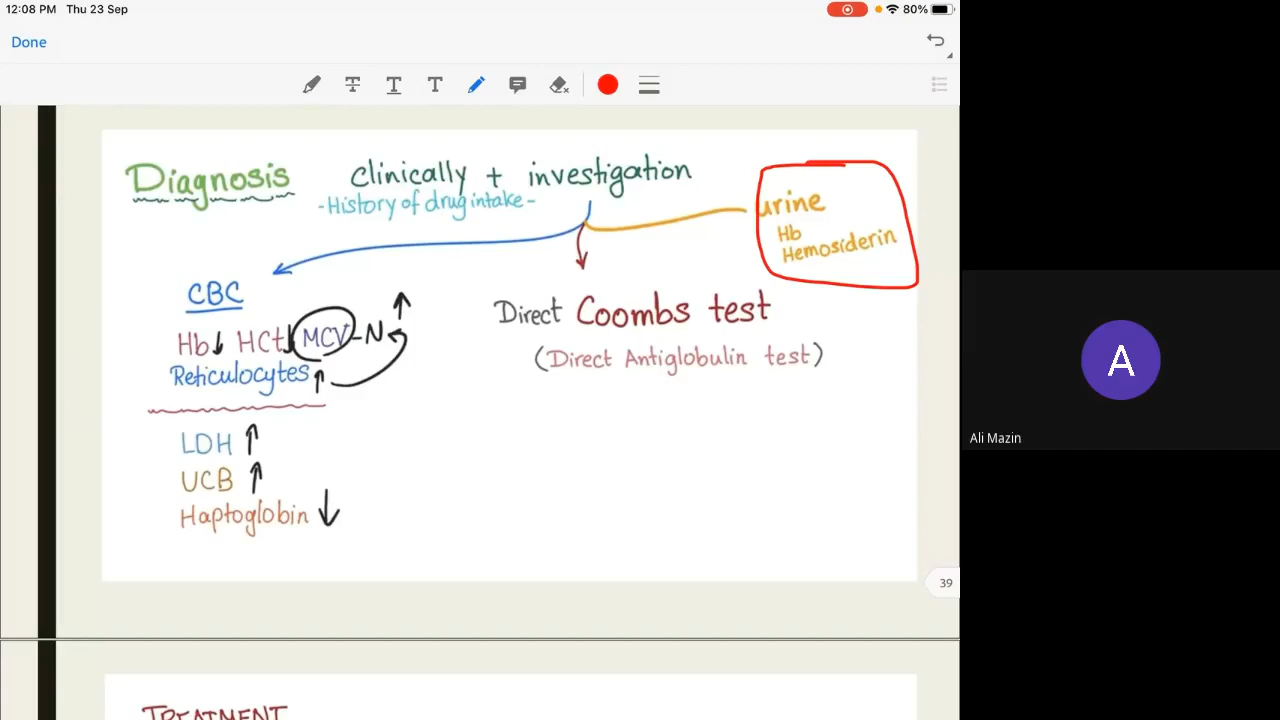 12:08 PM Thu 23 Sep
80%
Done
T T T
Diagnosis
clinically + investigation
-History of drug intake-
urine
Hb
Hemosiderin
CBC
Hb↓ HCt↓ MCV-N ↑
Reticulocytes ↑
Direct Coombs test
(Direct Antiglobulin test)
LDH ↑
UCB ↑
Haptoglobin ↓
39
TREATMENT
A
Ali Mazin